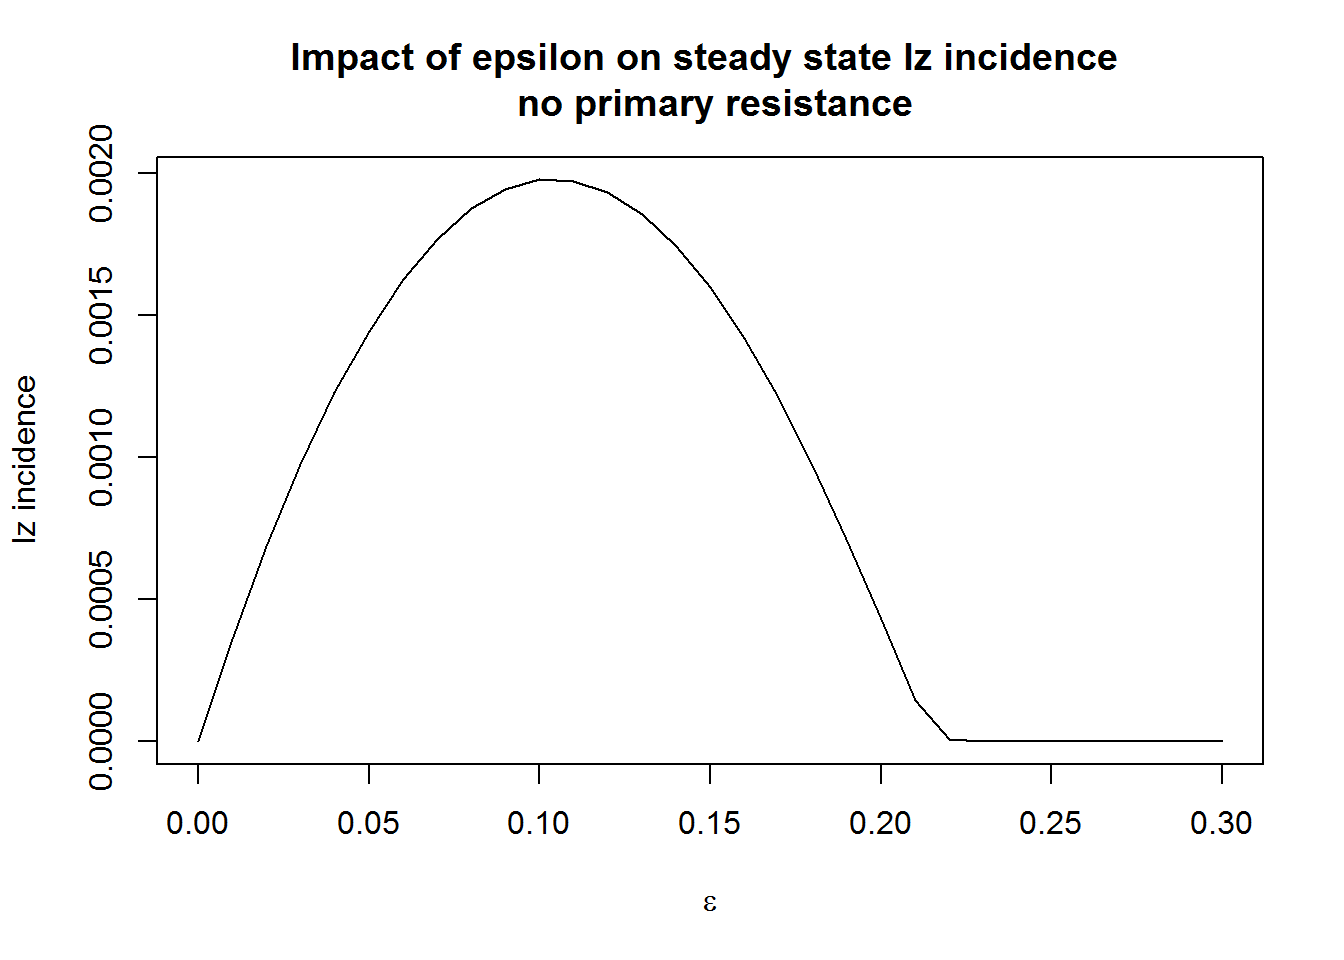 Impact of epsilon on steady state Iz incidence
no primary resistance
0.0020
0.0015
0.0010
0.0005
0.0000
Iz incidence
0.00 0.05 0.10 0.15 0.20 0.25 0.30
ε